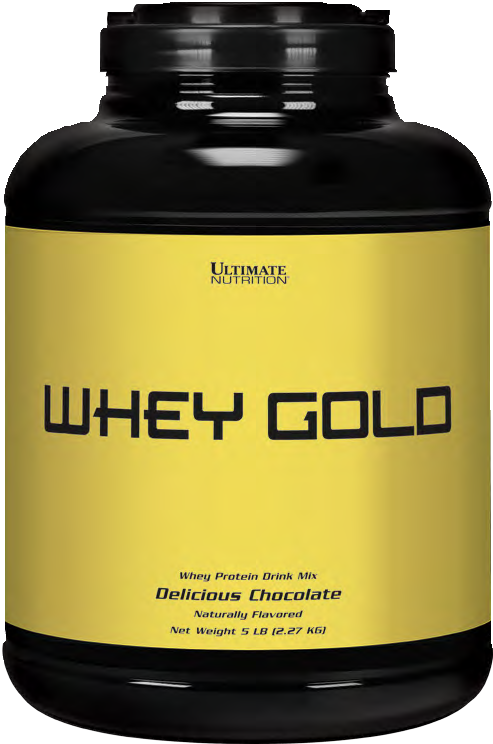 ULTIMATE
NUTRITION®
WHEY GOLD
Whey Protein Drink Mix
Delicious Chocolate
Naturally Flavored
Net Weight 5 LB (2.27 KG)